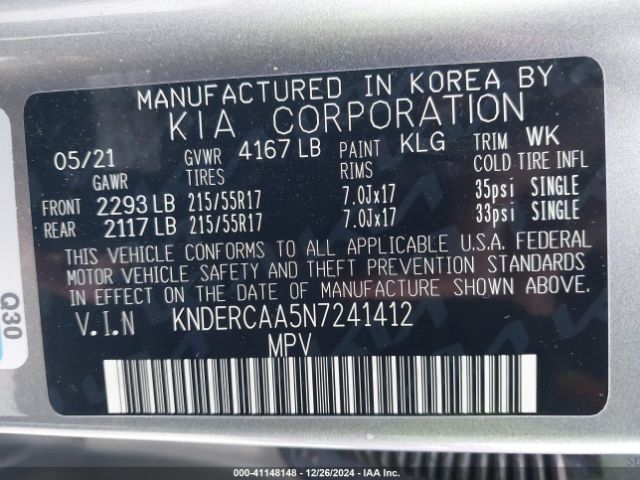 MANUFACTURED IN KOREA BY
KIA CORPORATION
05/21 GVWR 4167 LB PAINT KLG TRIM WK
GAWR TIRES RIMS COLD TIRE INFL
FRONT 2293 LB 215/55R17 7.0Jx17 35psi SINGLE
REAR 2117 LB 215/55R17 7.0Jx17 33psi SINGLE
THIS VEHICLE CONFORMS TO ALL APPLICABLE U.S.A. FEDERAL
MOTOR VEHICLE SAFETY AND THEFT PREVENTION STANDARDS
IN EFFECT ON THE DATE OF MANUFACTURE SHOWN ABOVE.
V.I.N KNDERCAA5N7241412
MPV
Q30
000-41148148 - 12/26/2024 - IAA Inc.